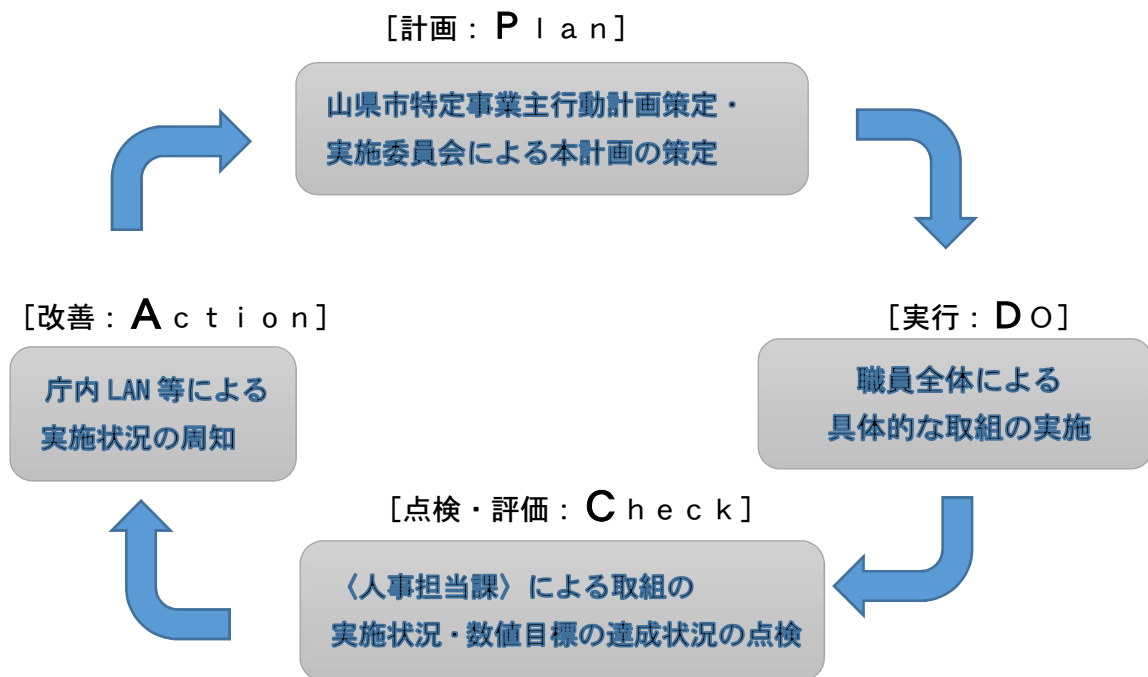 [計画：Ｐｌａｎ]
山県市特定事業主行動計画策定・
実施委員会による本計画の策定
[改善：Ａｃｔｉｏｎ]
庁内 LAN 等による
実施状況の周知
[実行：ＤＯ]
職員全体による
具体的な取組の実施
[点検・評価：Ｃｈｅｃｋ]
〈人事担当課〉による取組の
実施状況・数値目標の達成状況の点検